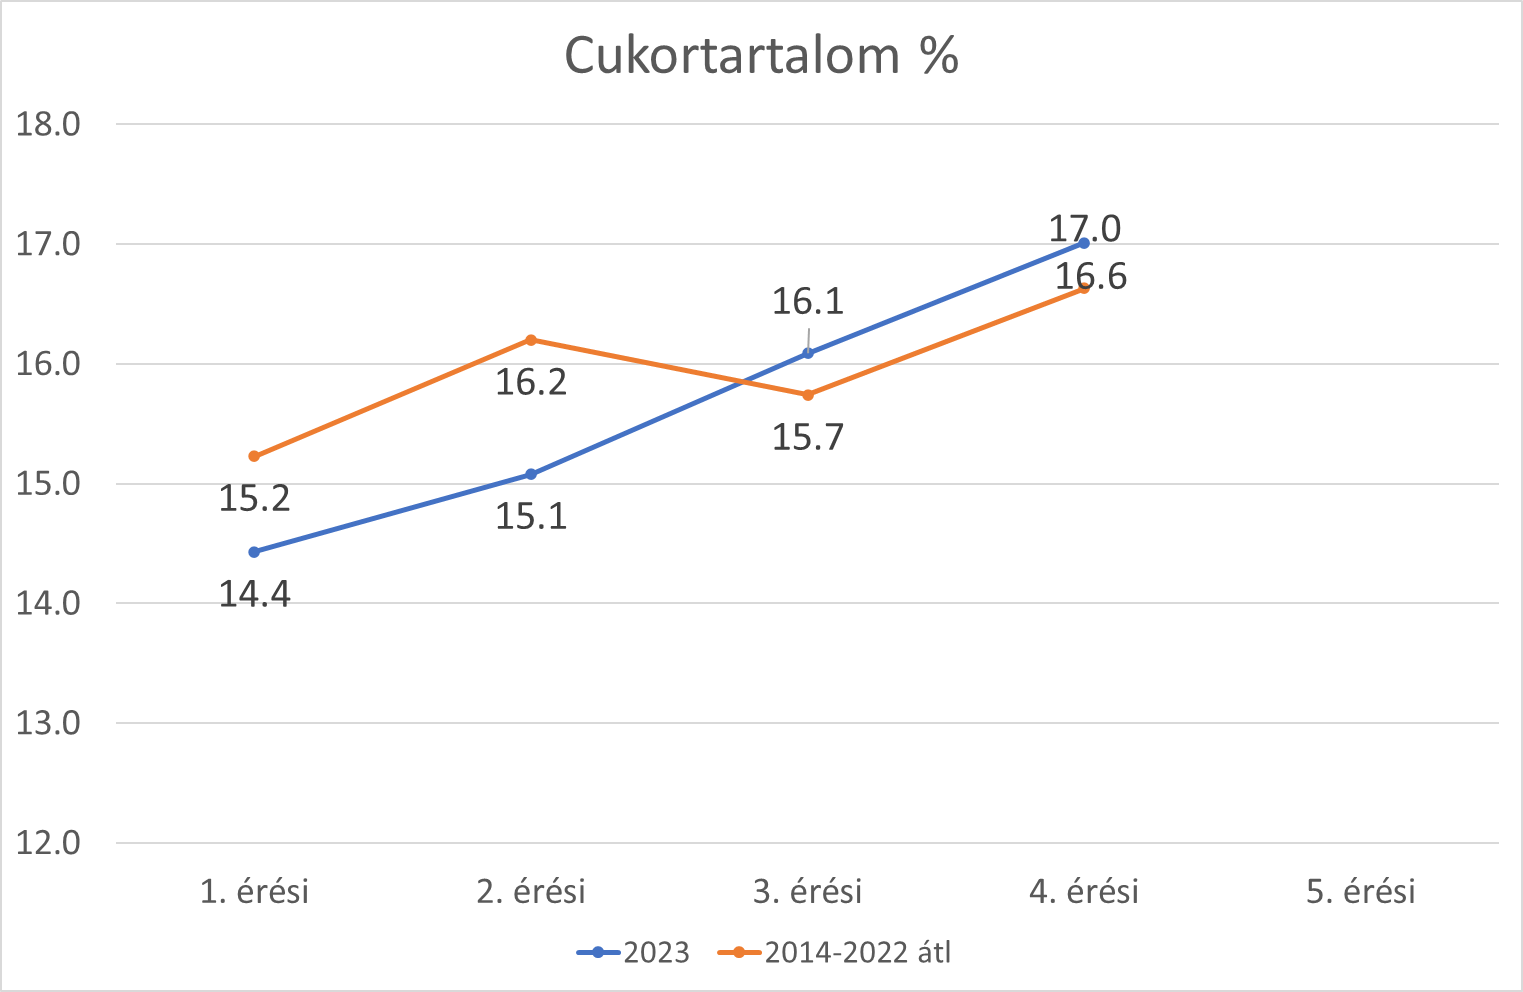 Cukortartalom %
18.0
17.0
16.0
15.0
14.0
13.0
12.0
17.0
16.6
16.1
16.2
15.7
15.2
15.1
14.4
1. érési
2. érési
3. érési
4. érési
5. érési
2023
2014-2022 átl